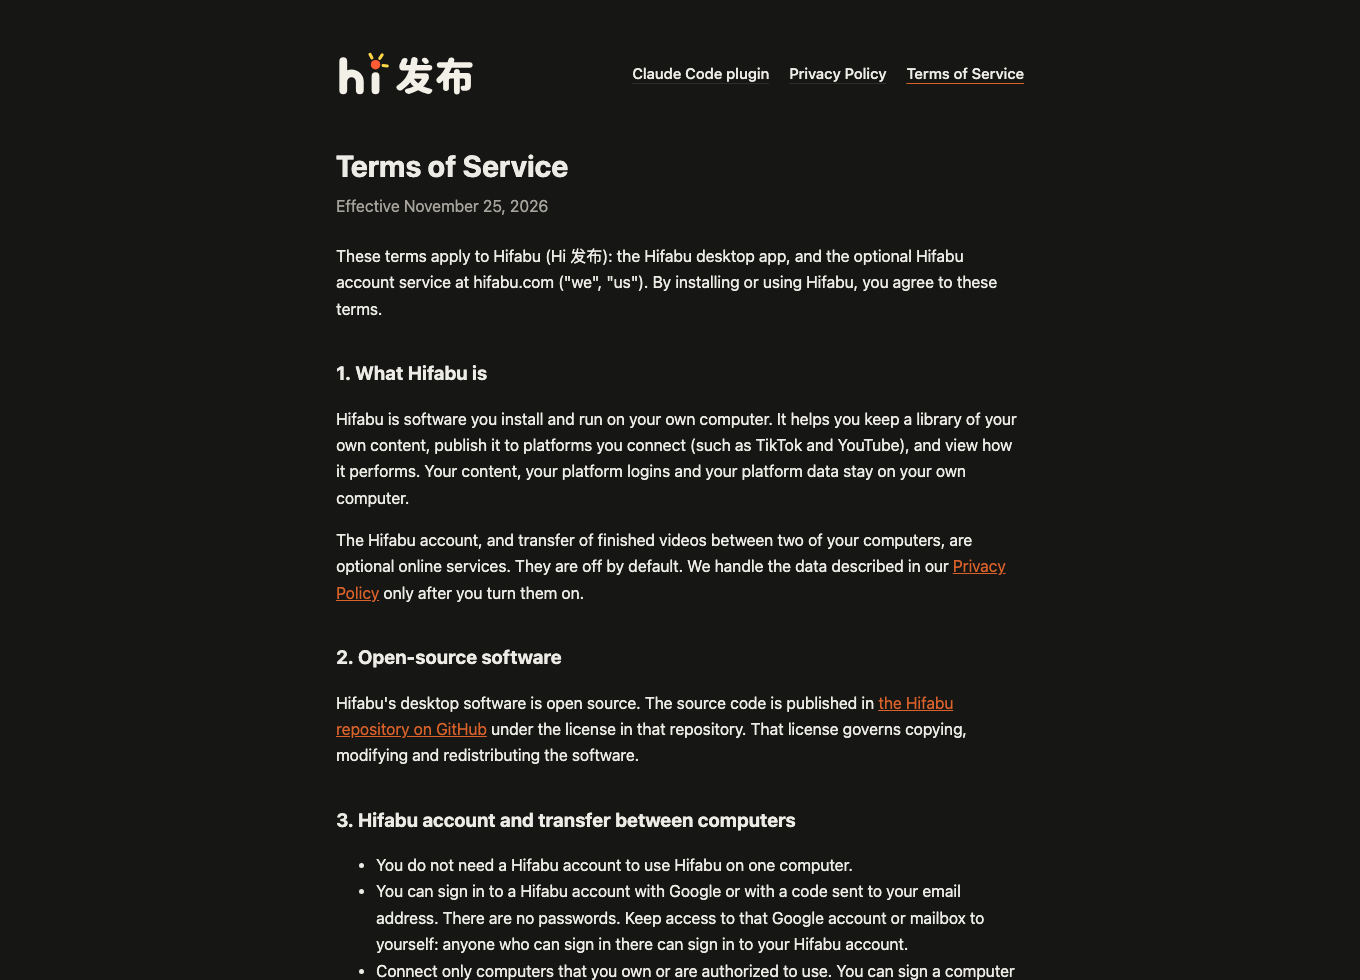 hi 发布
Claude Code plugin Privacy Policy Terms of Service
Terms of Service
Effective November 25, 2026
These terms apply to Hifabu (Hi 发布): the Hifabu desktop app, and the optional Hifabu
account service at hifabu.com ("we", "us"). By installing or using Hifabu, you agree to these
terms.
1. What Hifabu is
Hifabu is software you install and run on your own computer. It helps you keep a library of your
own content, publish it to platforms you connect (such as TikTok and YouTube), and view how
it performs. Your content, your platform logins and your platform data stay on your own
computer.
The Hifabu account, and transfer of finished videos between two of your computers, are
optional online services. They are off by default. We handle the data described in our Privacy
Policy only after you turn them on.
2. Open-source software
Hifabu's desktop software is open source. The source code is published in the Hifabu
repository on GitHub under the license in that repository. That license governs copying,
modifying and redistributing the software.
3. Hifabu account and transfer between computers
• You do not need a Hifabu account to use Hifabu on one computer.
• You can sign in to a Hifabu account with Google or with a code sent to your email
address. There are no passwords. Keep access to that Google account or mailbox to
yourself: anyone who can sign in there can sign in to your Hifabu account.
• Connect only computers that you own or are authorized to use. You can sign a computer